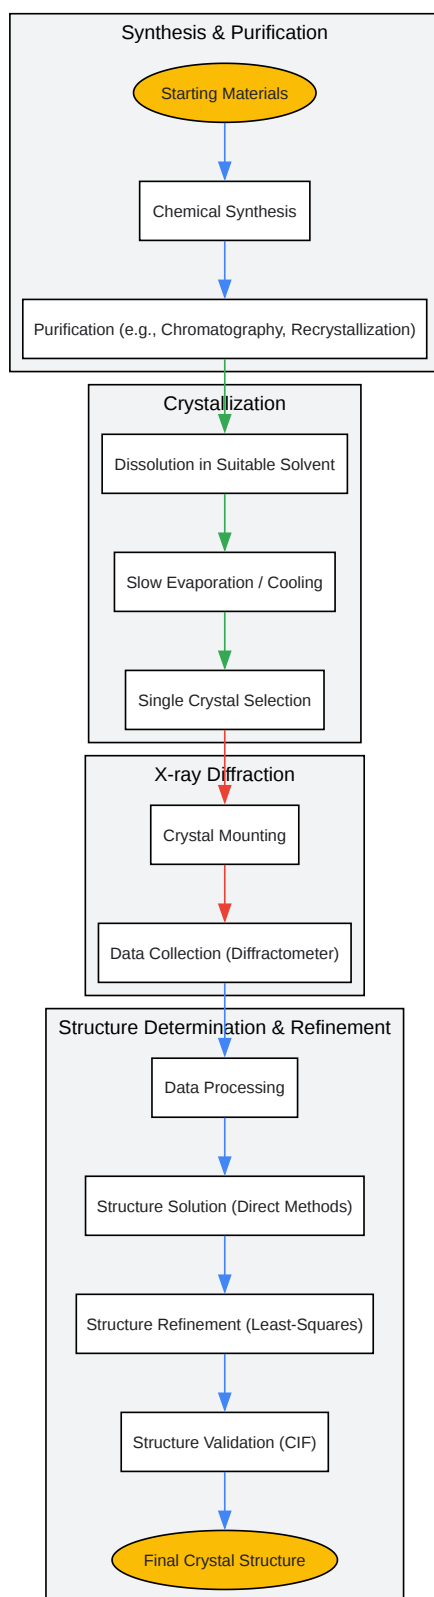 Synthesis & Purification
Starting Materials
Chemical Synthesis
Purification (e.g., Chromatography, Recrystallization)
Crystallization
Dissolution in Suitable Solvent
Slow Evaporation / Cooling
Single Crystal Selection
X-ray Diffraction
Crystal Mounting
Data Collection (Diffractometer)
Structure Determination & Refinement
Data Processing
Structure Solution (Direct Methods)
Structure Refinement (Least-Squares)
Structure Validation (CIF)
Final Crystal Structure